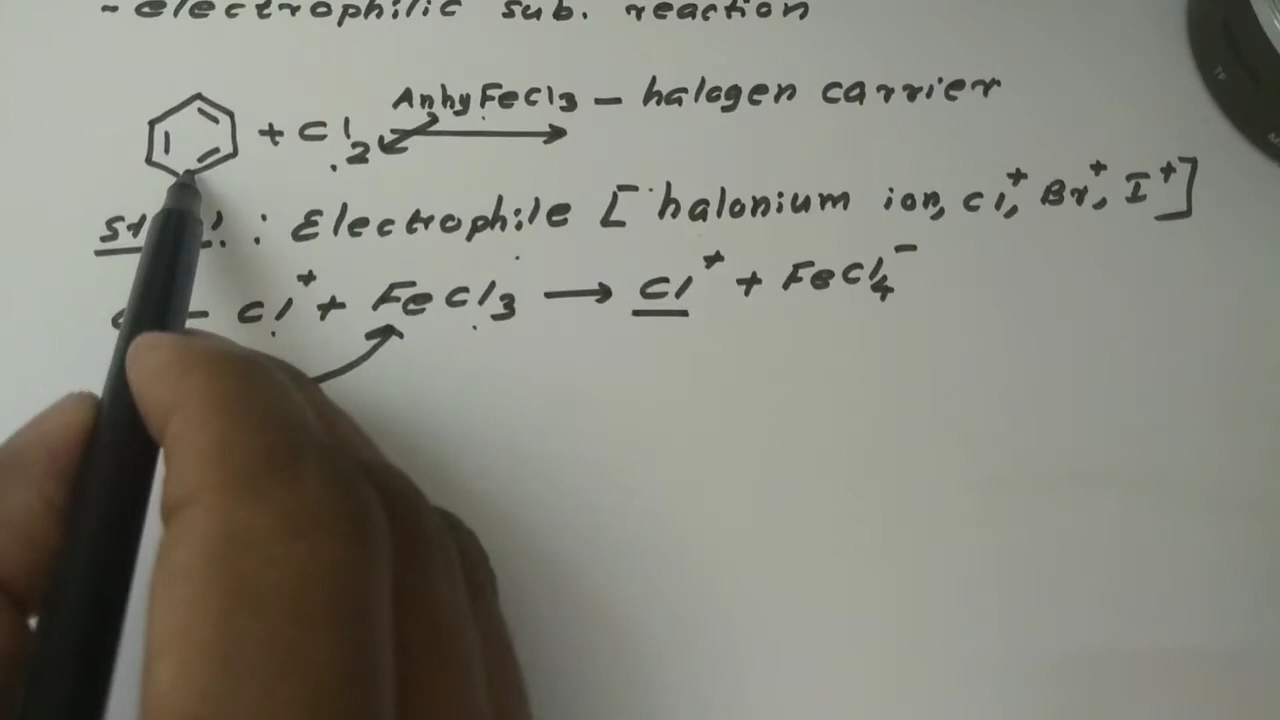 - electrophilic sub. reaction
+ Cl2 Anhy FeCl3 - halogen carrier
: Electrophile [halonium ion, Cl+, Br+, I+]
- Cl+ + FeCl3 → Cl+ + FeCl4-